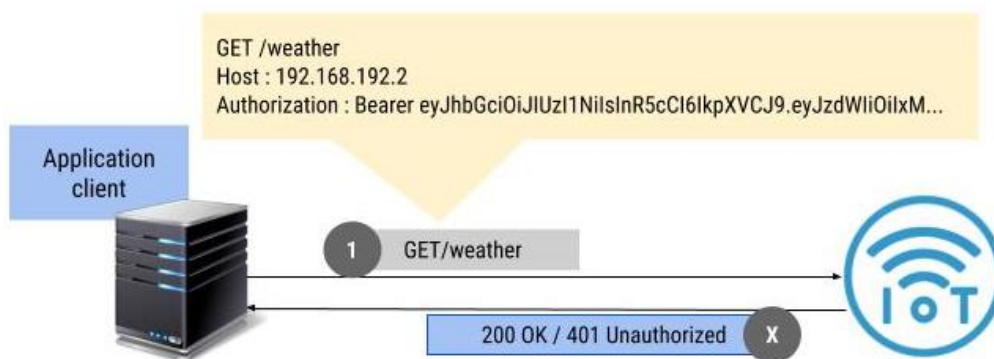 GET /weather
Host : 192.168.192.2
Authorization : Bearer eyJhbGciOiJIUzI1NiIsInR5cCI6IkpXVCJ9.eyJzdWIiOiIxM...
Application
client
1
GET/weather
IoT
200 OK / 401 Unauthorized
X